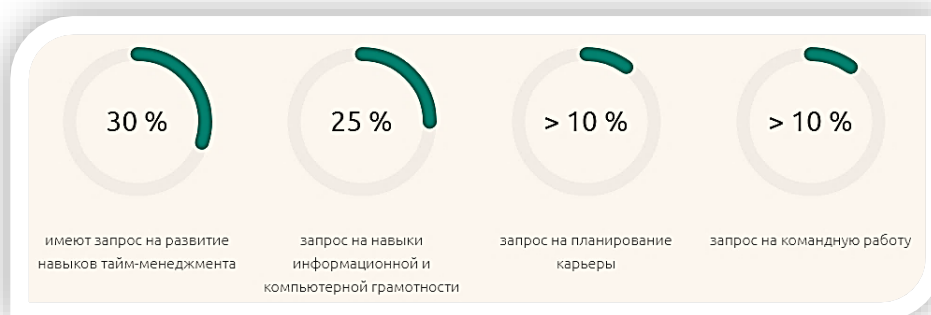 30 %
имеют запрос на развитие
навыков тайм-менеджмента
25 %
запрос на навыки
информационной и
компьютерной грамотности
> 10 %
запрос на планирование
карьеры
> 10 %
запрос на командную работу